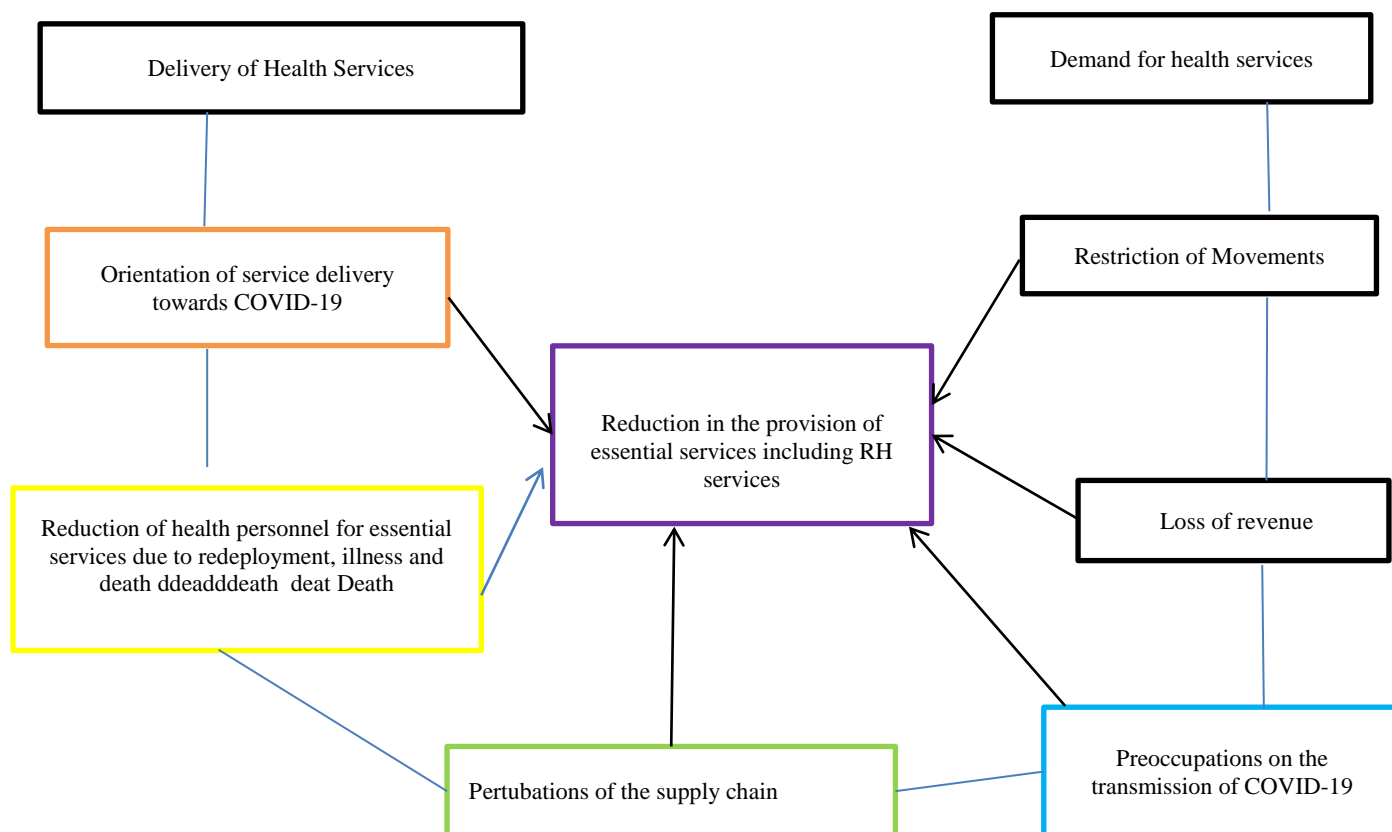 Delivery of Health Services
Demand for health services
Orientation of service delivery
towards COVID-19
Restriction of Movements
Reduction in the provision of
essential services including RH
services
Reduction of health personnel for essential
services due to redeployment, illness and
death ddeadddeath deat Death
Loss of revenue
Pertubations of the supply chain
Preoccupations on the
transmission of COVID-19